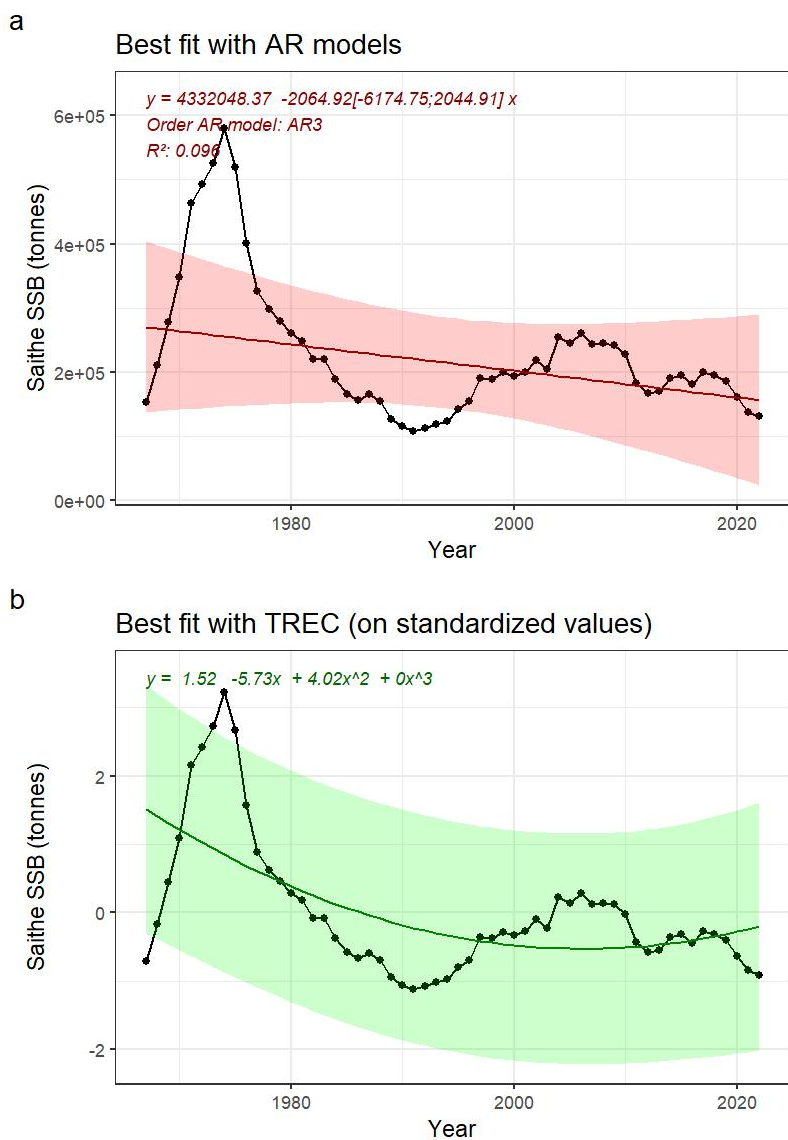 a
Best fit with AR models
y = 4332048.37 -2064.92[-6174.75;2044.91] x
Order AR model: AR3
R²: 0.096
6e+05
4e+05
2e+05
0e+00
Saithe SSB (tonnes)
1980
2000
2020
Year
b
Best fit with TREC (on standardized values)
y = 1.52 -5.73x + 4.02x^2 + 0x^3
2
0
-2
Saithe SSB (tonnes)
1980
2000
2020
Year